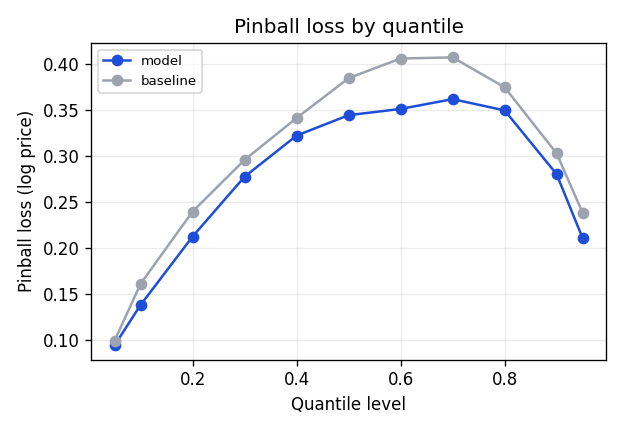 Pinball loss by quantile
model
baseline
Pinball loss (log price)
0.40
0.35
0.30
0.25
0.20
0.15
0.10
0.2 0.4 0.6 0.8
Quantile level